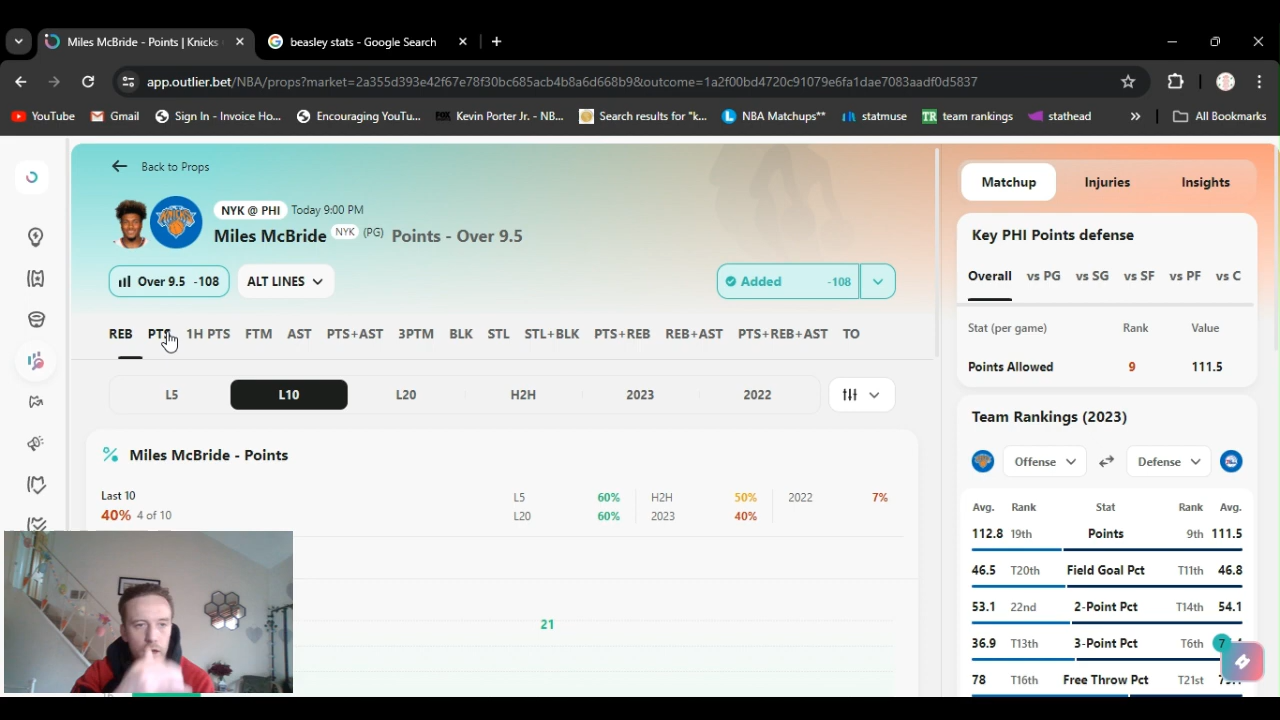 Miles McBride - Points | Knicks
beasley stats - Google Search
app.outlier.bet/NBA/props?market=2a355d393e42f67e78f30bc685acb4b8a6d668b9&outcome=1a2f00bd4720c91079e6fa1dae7083aadf0d5837
YouTube Gmail Sign In - Invoice Ho... Encouraging YouTu... FOX Kevin Porter Jr. - NB... Search results for "k... NBA Matchups** statmuse TR team rankings stathead » All Bookmarks
Back to Props
NYK @ PHI Today 9:00 PM
Miles McBride NYK (PG) Points - Over 9.5
Over 9.5 -108 ALT LINES Added -108
REB PTS 1H PTS FTM AST PTS+AST 3PTM BLK STL STL+BLK PTS+REB REB+AST PTS+REB+AST TO
L5 L10 L20 H2H 2023 2022
Miles McBride - Points
Last 10
40% 4 of 10
L5 60% H2H 50% 2022 7%
L20 60% 2023 40%
21
Matchup Injuries Insights
Key PHI Points defense
Overall vs PG vs SG vs SF vs PF vs C
Stat (per game) Rank Value
Points Allowed 9 111.5
Team Rankings (2023)
Offense Defense
Avg. Rank Stat Rank Avg.
112.8 19th Points 9th 111.5
46.5 T20th Field Goal Pct T11th 46.8
53.1 22nd 2-Point Pct T14th 54.1
36.9 T13th 3-Point Pct T6th
7
78 T16th Free Throw Pct T21st